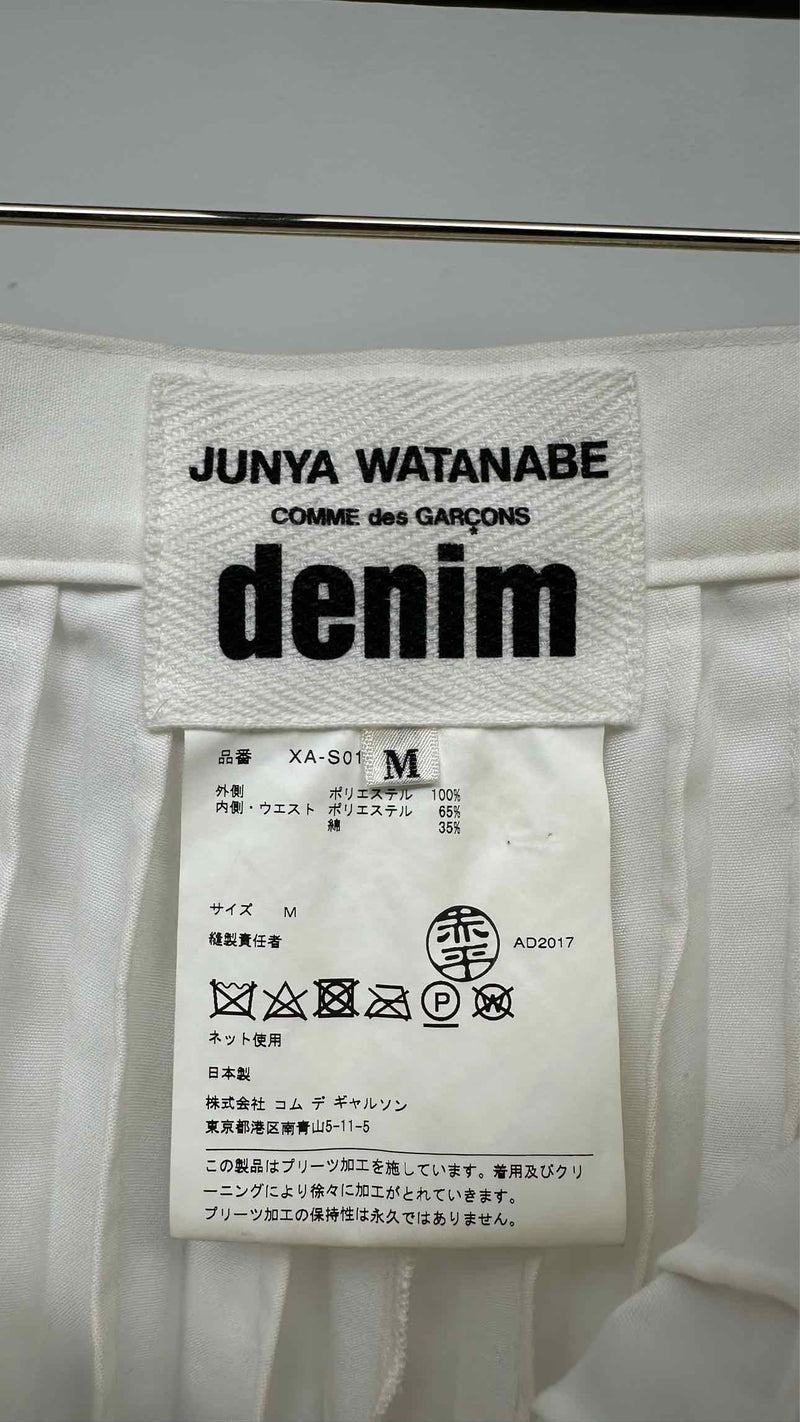 JUNYA WATANABE
COMME des GARÇONS
denim
M
品番 XA-S01
外側 ポリエステル 100%
内側・ウエスト ポリエステル 65%
綿 35%
サイズ M
縫製責任者 赤平 AD2017
P
W
ネット使用
日本製
株式会社 コム デ ギャルソン
東京都港区南青山5-11-5
この製品はプリーツ加工を施しています。着用及びクリ
ーニングにより徐々に加工がとれていきます。
プリーツ加工の保持性は永久ではありません。